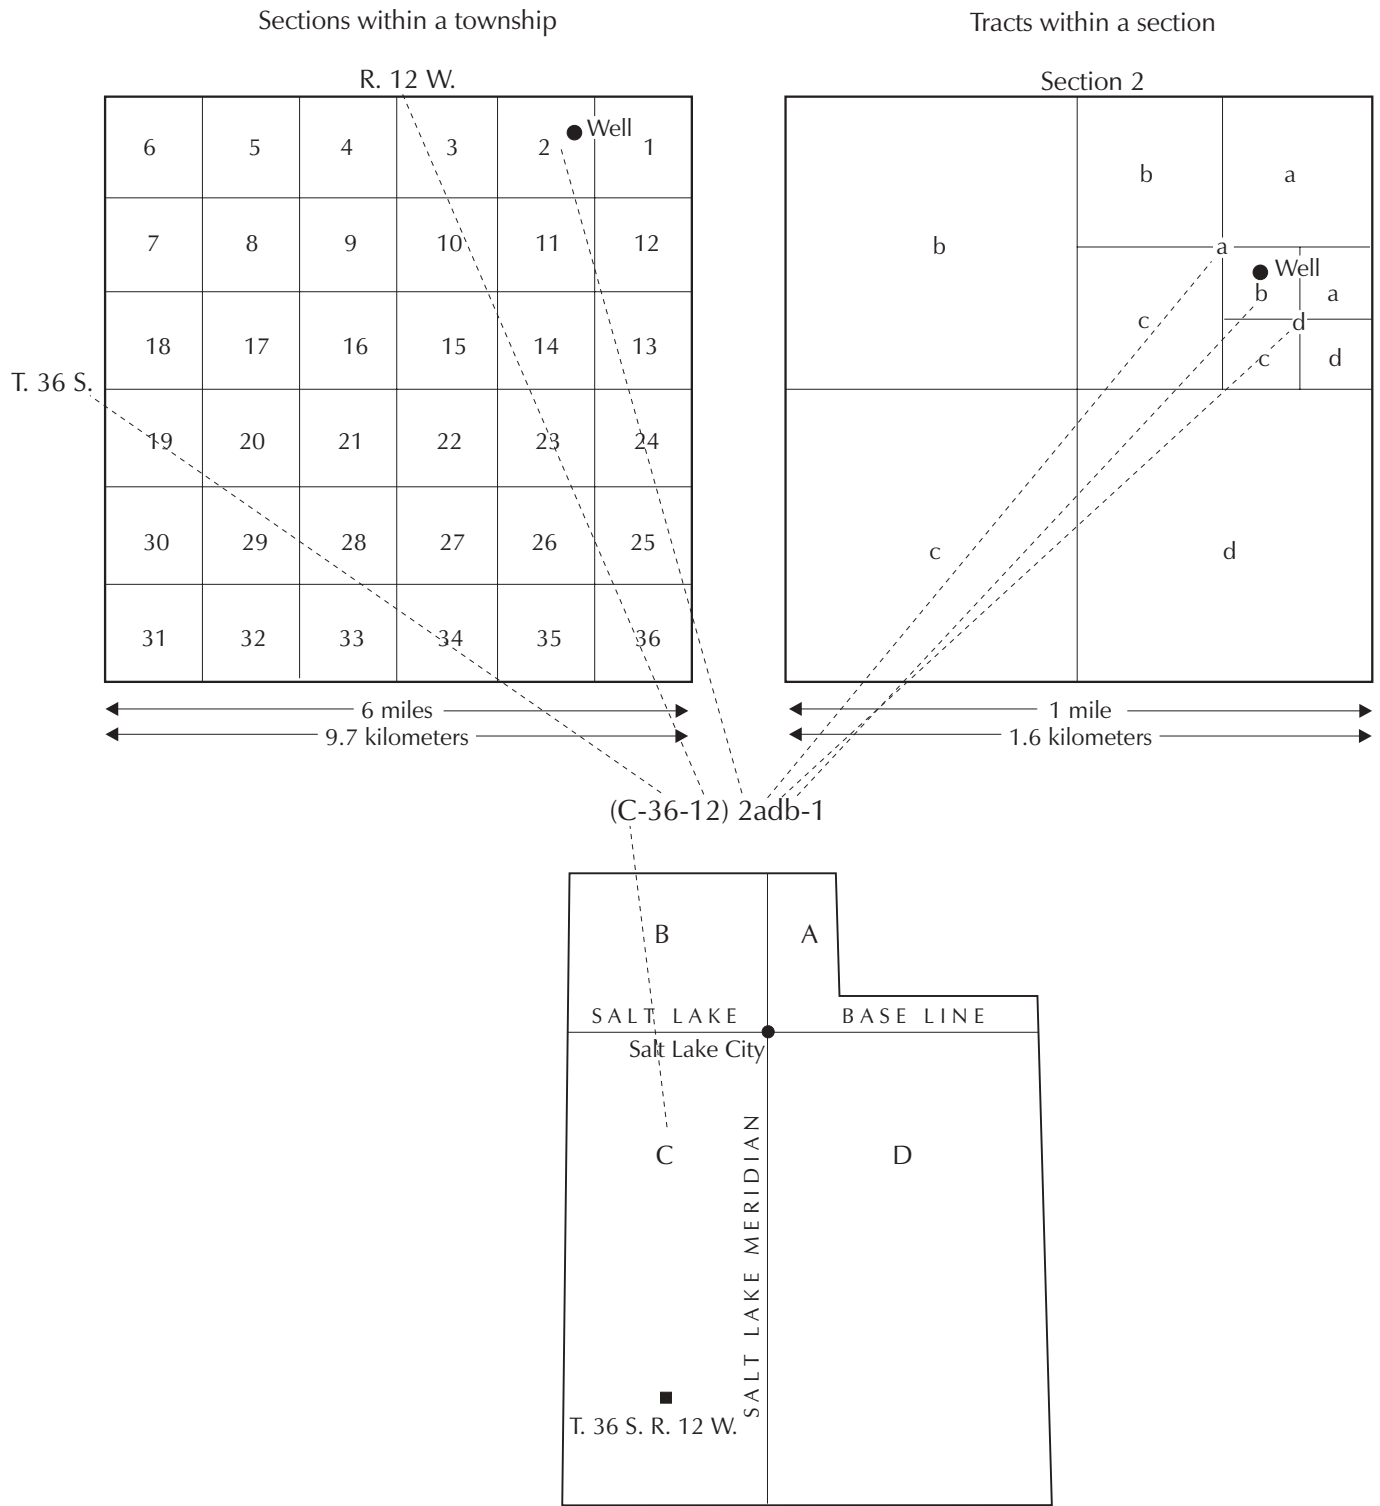 Sections within a township
Tracts within a section
R. 12 W.
Section 2
6 5 4 3 2 1
Well
7 8 9 10 11 12
18 17 16 15 14 13
T. 36 S.
19 20 21 22 23 24
30 29 28 27 26 25
31 32 33 34 35 36
6 miles
9.7 kilometers
b a
b a
Well
b a
c d
c d
c d
1 mile
1.6 kilometers
(C-36-12) 2adb-1
B A
SALT LAKE BASE LINE
Salt Lake City
C D
SALT LAKE MERIDIAN
T. 36 S. R. 12 W.